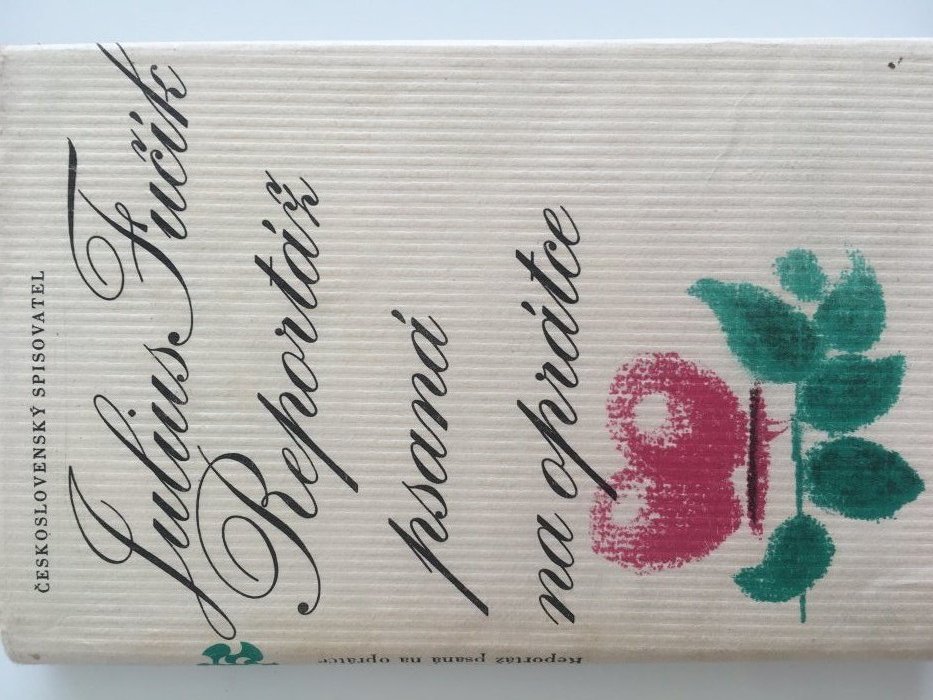 ČESKOSLOVENSKÝ SPISOVATEL
Julius Fučík
Reportáž
psaná
na oprátce
Reportáž psaná na oprátce